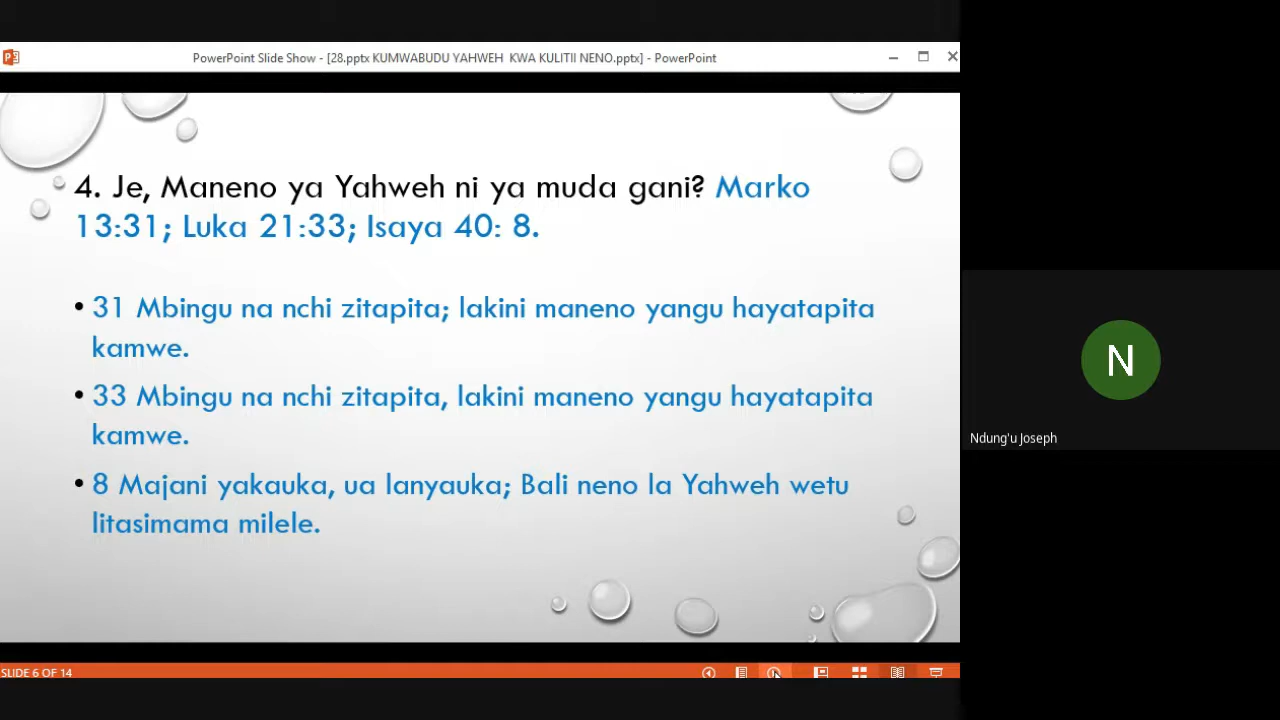 PowerPoint Slide Show - [28.pptx KUMWABUDU YAHWEH  KWA KULITII NENO.pptx] - PowerPoint
4. Je, Maneno ya Yahweh ni ya muda gani? Marko
13:31; Luka 21:33; Isaya 40: 8.
• 31 Mbingu na nchi zitapita; lakini maneno yangu hayatapita
kamwe.
• 33 Mbingu na nchi zitapita, lakini maneno yangu hayatapita
kamwe.
• 8 Majani yakauka, ua lanyauka; Bali neno la Yahweh wetu
litasimama milele.
N
Ndung'u Joseph
SLIDE 6 OF 14